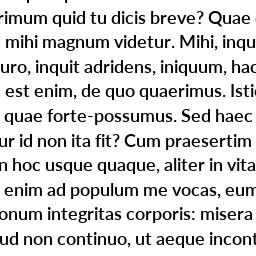 rimum quid tu dicis breve? Quae
mihi magnum videtur. Mihi, inqu
uro, inquit adridens, iniquum, hac
est enim, de quo quaerimus. Isti
quae forte-possumus. Sed haec
ur id non ita fit? Cum praesertim
n hoc usque quaque, aliter in vita
enim ad populum me vocas, eum
onum integritas corporis: misera
ud non continuo, ut aeque incont